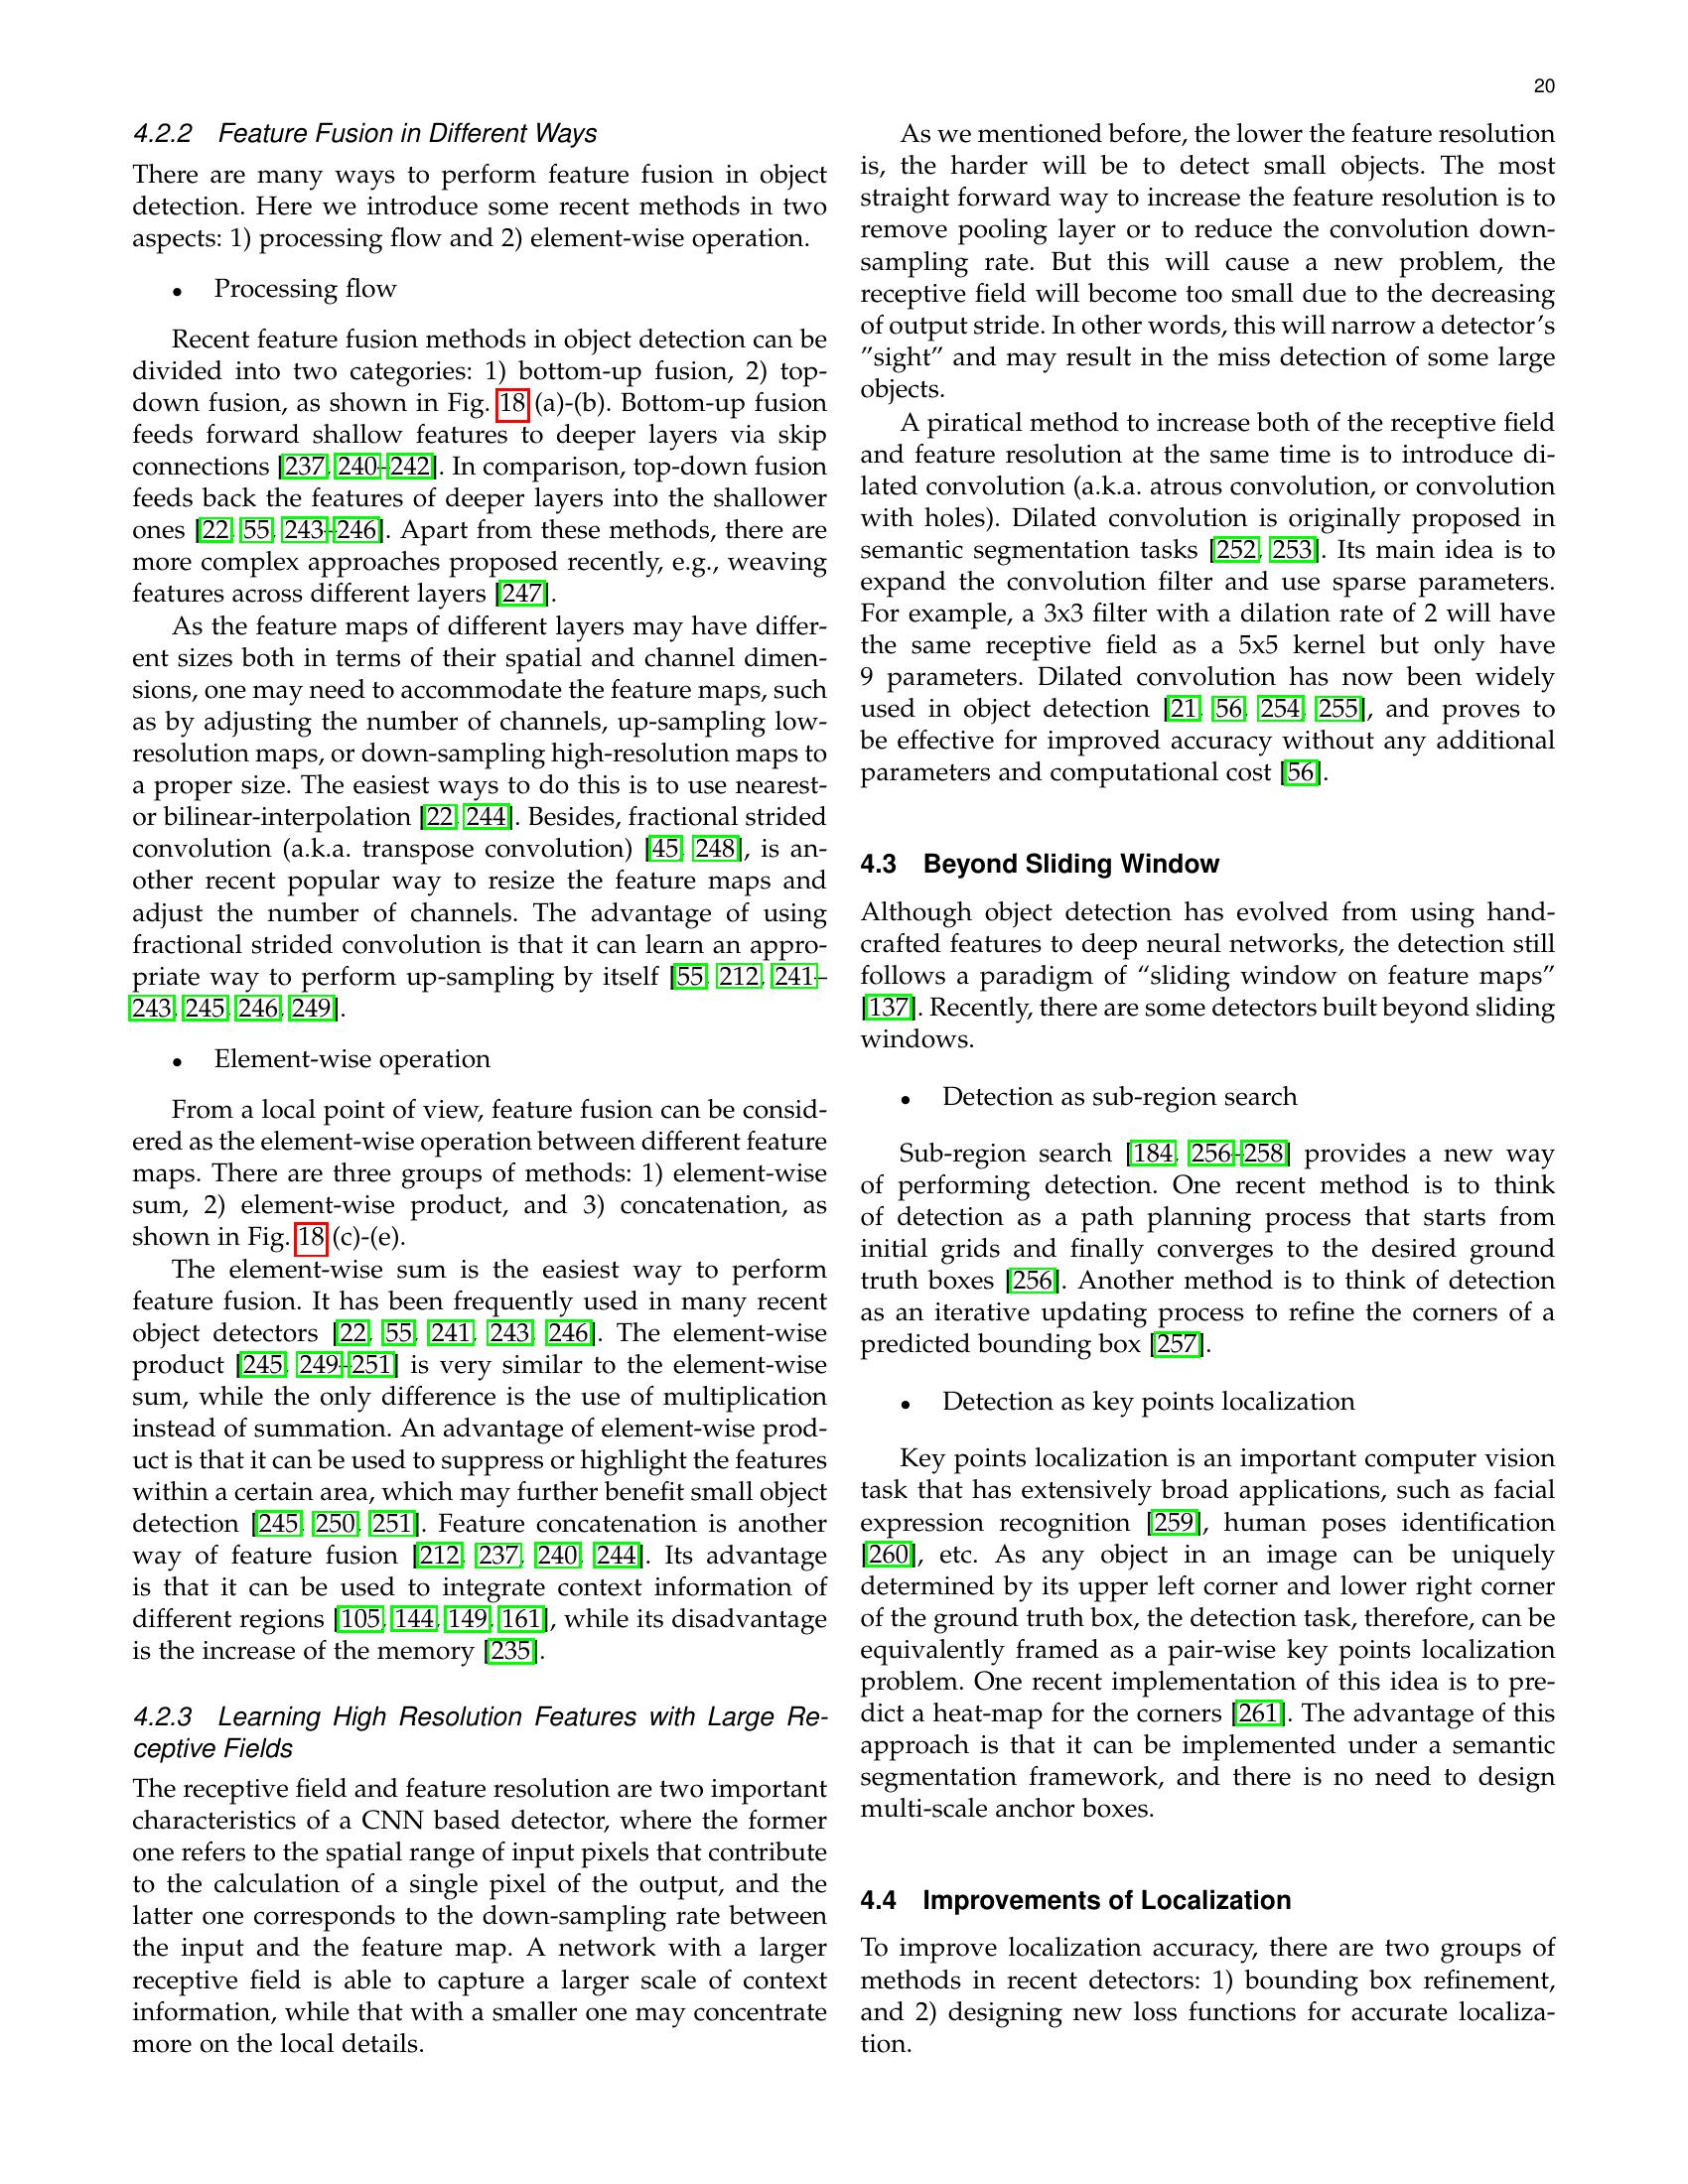 20
4.2.2 Feature Fusion in Different Ways
There are many ways to perform feature fusion in object
detection. Here we introduce some recent methods in two
aspects: 1) processing flow and 2) element-wise operation.
• Processing flow
Recent feature fusion methods in object detection can be
divided into two categories: 1) bottom-up fusion, 2) top-
down fusion, as shown in Fig. 18 (a)-(b). Bottom-up fusion
feeds forward shallow features to deeper layers via skip
connections [237, 240–242]. In comparison, top-down fusion
feeds back the features of deeper layers into the shallower
ones [22, 55, 243–246]. Apart from these methods, there are
more complex approaches proposed recently, e.g., weaving
features across different layers [247].
As the feature maps of different layers may have differ-
ent sizes both in terms of their spatial and channel dimen-
sions, one may need to accommodate the feature maps, such
as by adjusting the number of channels, up-sampling low-
resolution maps, or down-sampling high-resolution maps to
a proper size. The easiest ways to do this is to use nearest-
or bilinear-interpolation [22, 244]. Besides, fractional strided
convolution (a.k.a. transpose convolution) [45, 248], is an-
other recent popular way to resize the feature maps and
adjust the number of channels. The advantage of using
fractional strided convolution is that it can learn an appro-
priate way to perform up-sampling by itself [55, 212, 241–
243, 245, 246, 249].
• Element-wise operation
From a local point of view, feature fusion can be consid-
ered as the element-wise operation between different feature
maps. There are three groups of methods: 1) element-wise
sum, 2) element-wise product, and 3) concatenation, as
shown in Fig. 18 (c)-(e).
The element-wise sum is the easiest way to perform
feature fusion. It has been frequently used in many recent
object detectors [22, 55, 241, 243, 246]. The element-wise
product [245, 249–251] is very similar to the element-wise
sum, while the only difference is the use of multiplication
instead of summation. An advantage of element-wise prod-
uct is that it can be used to suppress or highlight the features
within a certain area, which may further benefit small object
detection [245, 250, 251]. Feature concatenation is another
way of feature fusion [212, 237, 240, 244]. Its advantage
is that it can be used to integrate context information of
different regions [105, 144, 149, 161], while its disadvantage
is the increase of the memory [235].
4.2.3 Learning High Resolution Features with Large Re-
ceptive Fields
The receptive field and feature resolution are two important
characteristics of a CNN based detector, where the former
one refers to the spatial range of input pixels that contribute
to the calculation of a single pixel of the output, and the
latter one corresponds to the down-sampling rate between
the input and the feature map. A network with a larger
receptive field is able to capture a larger scale of context
information, while that with a smaller one may concentrate
more on the local details.
As we mentioned before, the lower the feature resolution
is, the harder will be to detect small objects. The most
straight forward way to increase the feature resolution is to
remove pooling layer or to reduce the convolution down-
sampling rate. But this will cause a new problem, the
receptive field will become too small due to the decreasing
of output stride. In other words, this will narrow a detector's
"sight" and may result in the miss detection of some large
objects.
A piratical method to increase both of the receptive field
and feature resolution at the same time is to introduce di-
lated convolution (a.k.a. atrous convolution, or convolution
with holes). Dilated convolution is originally proposed in
semantic segmentation tasks [252, 253]. Its main idea is to
expand the convolution filter and use sparse parameters.
For example, a 3x3 filter with a dilation rate of 2 will have
the same receptive field as a 5x5 kernel but only have
9 parameters. Dilated convolution has now been widely
used in object detection [21, 56, 254, 255], and proves to
be effective for improved accuracy without any additional
parameters and computational cost [56].
4.3 Beyond Sliding Window
Although object detection has evolved from using hand-
crafted features to deep neural networks, the detection still
follows a paradigm of “sliding window on feature maps”
[137]. Recently, there are some detectors built beyond sliding
windows.
• Detection as sub-region search
Sub-region search [184, 256–258] provides a new way
of performing detection. One recent method is to think
of detection as a path planning process that starts from
initial grids and finally converges to the desired ground
truth boxes [256]. Another method is to think of detection
as an iterative updating process to refine the corners of a
predicted bounding box [257].
• Detection as key points localization
Key points localization is an important computer vision
task that has extensively broad applications, such as facial
expression recognition [259], human poses identification
[260], etc. As any object in an image can be uniquely
determined by its upper left corner and lower right corner
of the ground truth box, the detection task, therefore, can be
equivalently framed as a pair-wise key points localization
problem. One recent implementation of this idea is to pre-
dict a heat-map for the corners [261]. The advantage of this
approach is that it can be implemented under a semantic
segmentation framework, and there is no need to design
multi-scale anchor boxes.
4.4 Improvements of Localization
To improve localization accuracy, there are two groups of
methods in recent detectors: 1) bounding box refinement,
and 2) designing new loss functions for accurate localiza-
tion.